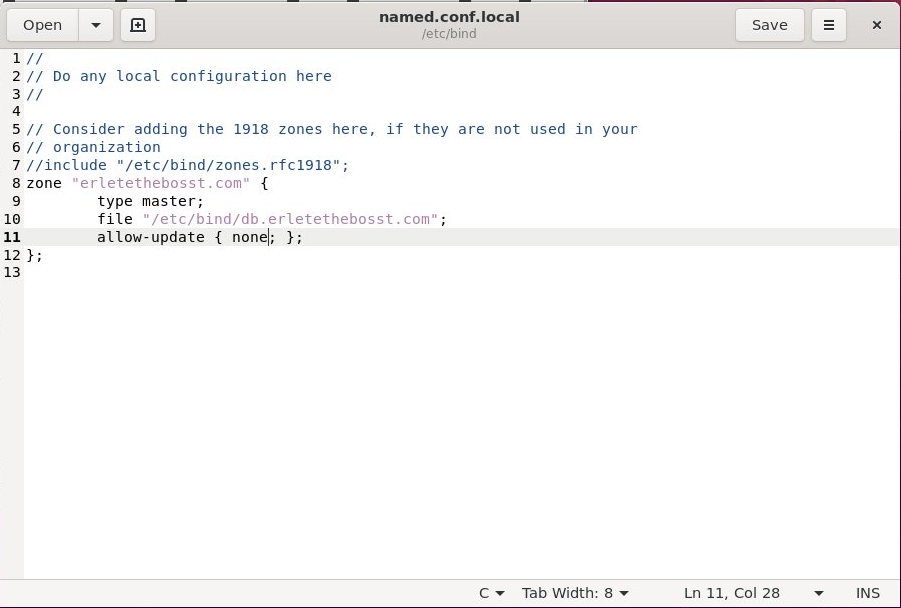 Open
named.conf.local
/etc/bind
Save
1 //
2 // Do any local configuration here
3 //
4
5 // Consider adding the 1918 zones here, if they are not used in your
6 // organization
7 //include "/etc/bind/zones.rfc1918";
8 zone "erletethebosst.com" {
9 type master;
10 file "/etc/bind/db.erletethebosst.com";
11 allow-update { none; };
12 };
13
C Tab Width: 8 Ln 11, Col 28 INS